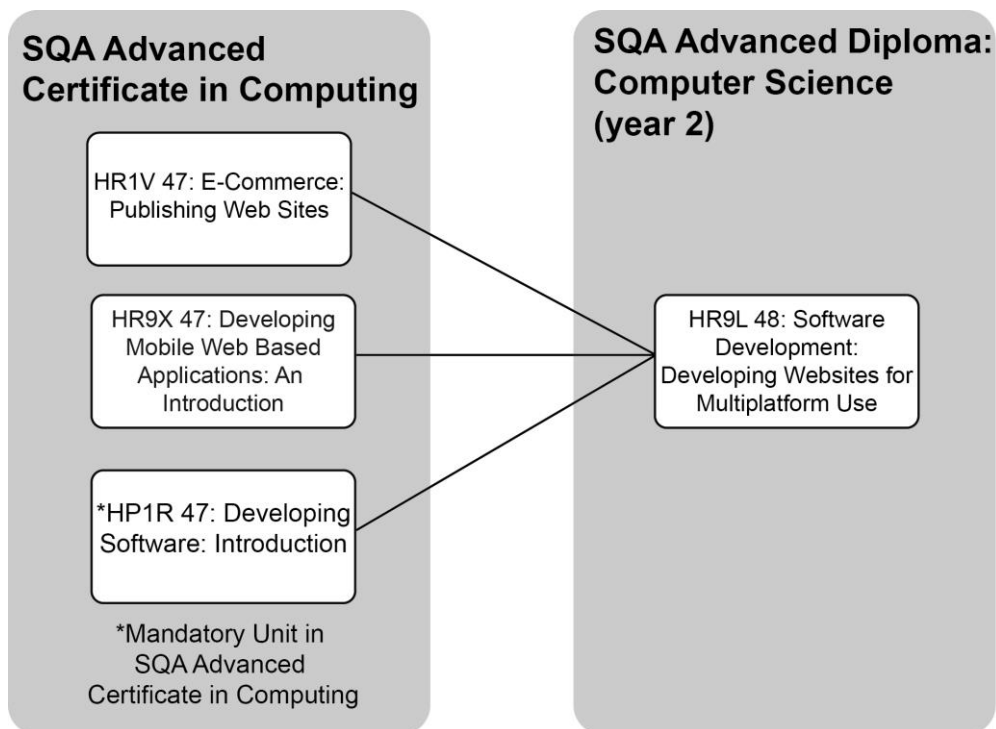 SQA Advanced
Certificate in Computing
HR1V 47: E-Commerce:
Publishing Web Sites
HR9X 47: Developing
Mobile Web Based
Applications: An
Introduction
*HP1R 47: Developing
Software: Introduction
*Mandatory Unit in
SQA Advanced
Certificate in Computing
SQA Advanced Diploma:
Computer Science
(year 2)
HR9L 48: Software
Development:
Developing Websites for
Multiplatform Use